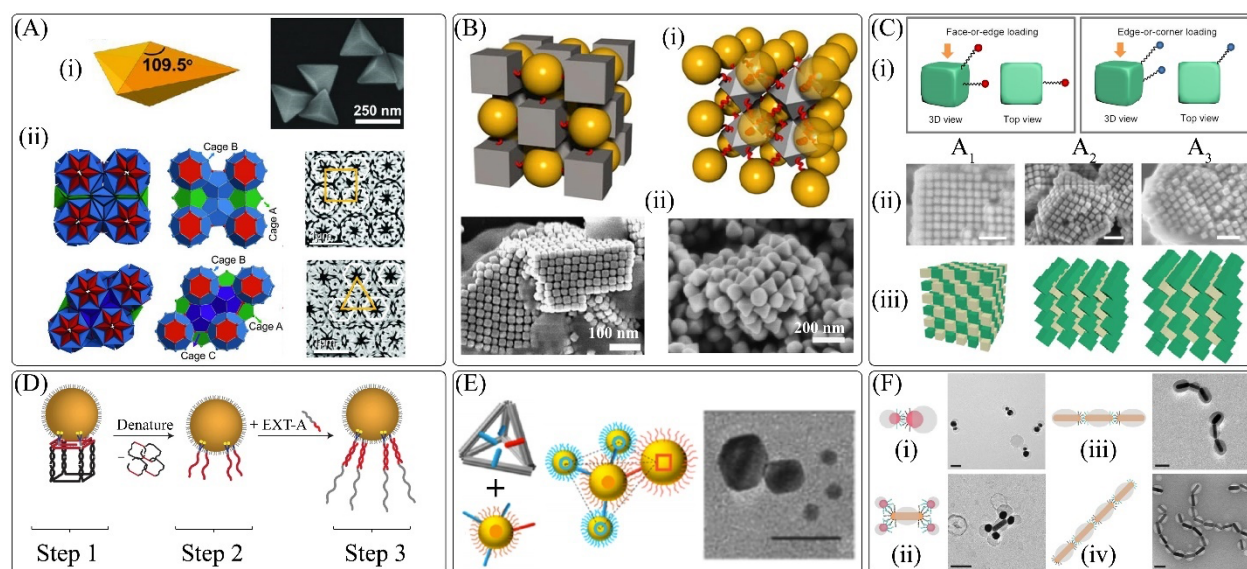 (A)
(i)
109.5°
250 nm
(ii)
Cage B
Cage A
Cage B
Cage A
Cage C
(B)
(i)
(ii)
100 nm
200 nm
(C)
Face-or-edge loading
Edge-or-corner loading
(i)
3D view
Top view
3D view
Top view
A1
A2
A3
(ii)
(iii)
(D)
Denature
+ EXT-A
Step 1
Step 2
Step 3
(E)
+
(F)
(i)
(iii)
(ii)
(iv)